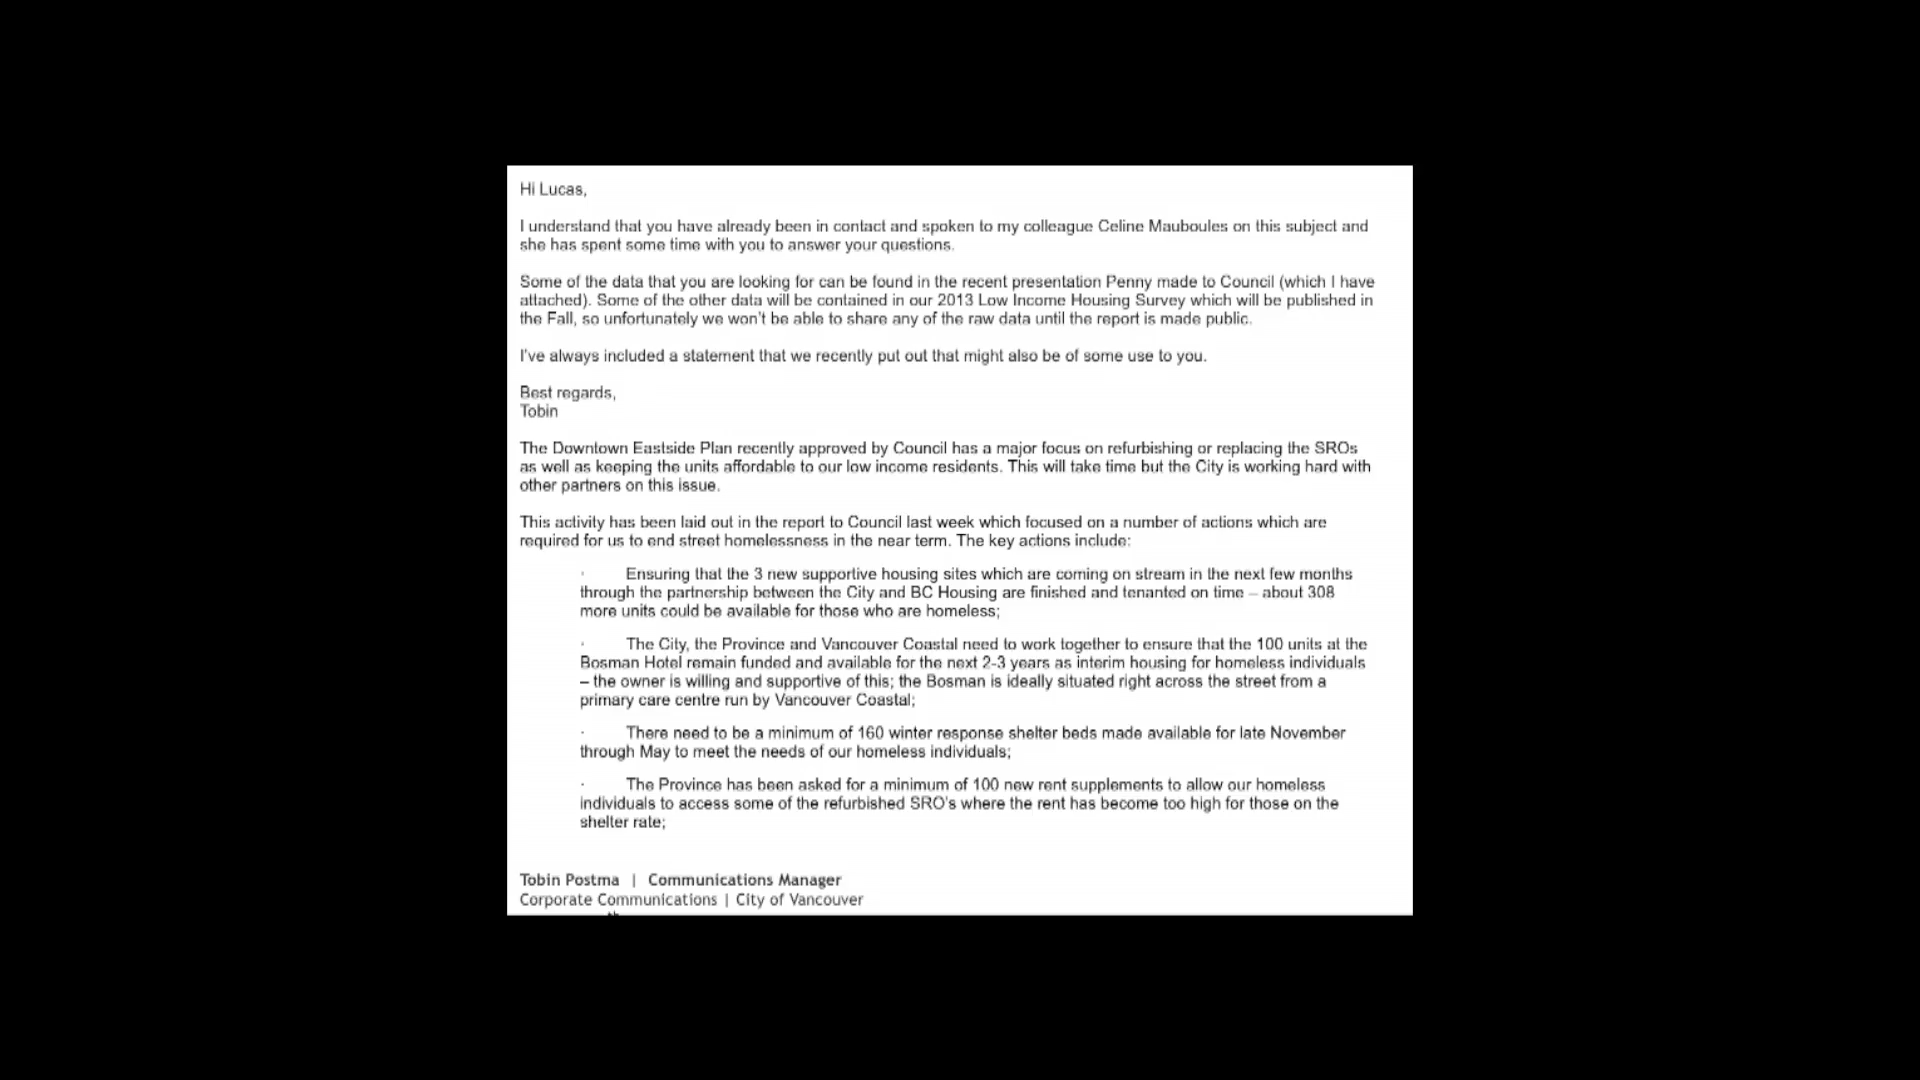 Hi Lucas,
I understand that you have already been in contact and spoken to my colleague Celine Mauboules on this subject and
she has spent some time with you to answer your questions.
Some of the data that you are looking for can be found in the recent presentation Penny made to Council (which I have
attached). Some of the other data will be contained in our 2013 Low Income Housing Survey which will be published in
the Fall, so unfortunately we won't be able to share any of the raw data until the report is made public.
I've always included a statement that we recently put out that might also be of some use to you.
Best regards,
Tobin
The Downtown Eastside Plan recently approved by Council has a major focus on refurbishing or replacing the SROs
as well as keeping the units affordable to our low income residents. This will take time but the City is working hard with
other partners on this issue.
This activity has been laid out in the report to Council last week which focused on a number of actions which are
required for us to end street homelessness in the near term. The key actions include:
· Ensuring that the 3 new supportive housing sites which are coming on stream in the next few months
through the partnership between the City and BC Housing are finished and tenanted on time – about 308
more units could be available for those who are homeless;
· The City, the Province and Vancouver Coastal need to work together to ensure that the 100 units at the
Bosman Hotel remain funded and available for the next 2-3 years as interim housing for homeless individuals
– the owner is willing and supportive of this; the Bosman is ideally situated right across the street from a
primary care centre run by Vancouver Coastal;
· There need to be a minimum of 160 winter response shelter beds made available for late November
through May to meet the needs of our homeless individuals;
· The Province has been asked for a minimum of 100 new rent supplements to allow our homeless
individuals to access some of the refurbished SRO's where the rent has become too high for those on the
shelter rate;
Tobin Postma | Communications Manager
Corporate Communications | City of Vancouver